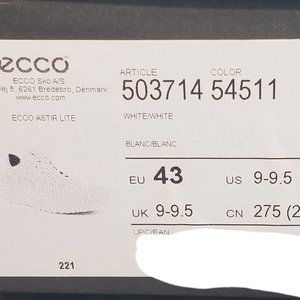 ecco
ECCO Sko A/S
vej 5, 6261 Bredebro, Denmark
www.ecco.com
ECCO ASTIR LITE
221
ARTICLE COLOR
503714 54511
WHITE/WHITE
BLANC/BLANC
EU 43 US 9-9.5
UK 9-9.5 CN 275 (2
UPC/EAN